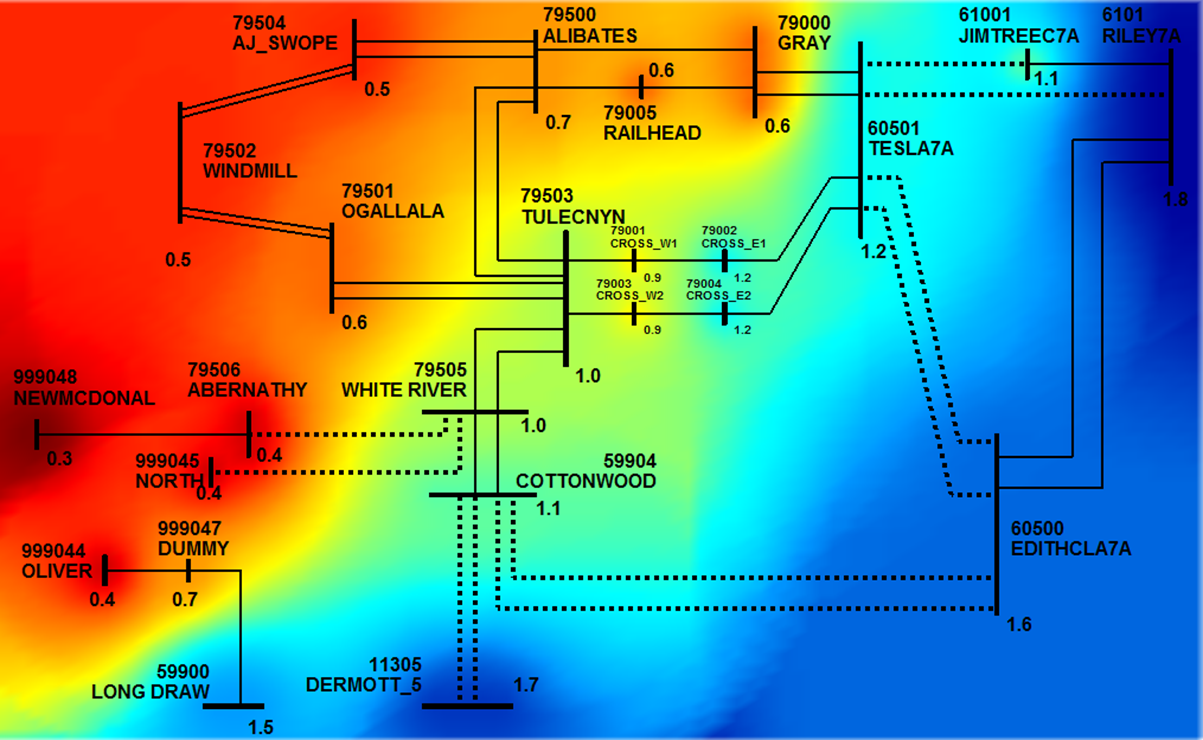 79504
AJ_SWOPE
0.5
79500
ALIBATES
0.7
0.6
79005
RAILHEAD
79000
GRAY
0.6
61001
JIMTREEC7A
1.1
6101
RILEY7A
1.8
60501
TESLA7A
1.2
79502
WINDMILL
0.5
79501
OGALLALA
0.6
79503
TULECNYN
1.0
79001
CROSS_W1
0.9
79002
CROSS_E1
1.2
79003
CROSS_W2
0.9
79004
CROSS_E2
1.2
999048
NEWMCDONAL
0.3
79506
ABERNATHY
0.4
79505
WHITE RIVER
1.0
999045
NORTH
0.4
59904
COTTONWOOD
1.1
999044
OLIVER
0.4
999047
DUMMY
0.7
60500
EDITHCLA7A
1.6
59900
LONG DRAW
1.5
11305
DERMOTT_5
1.7